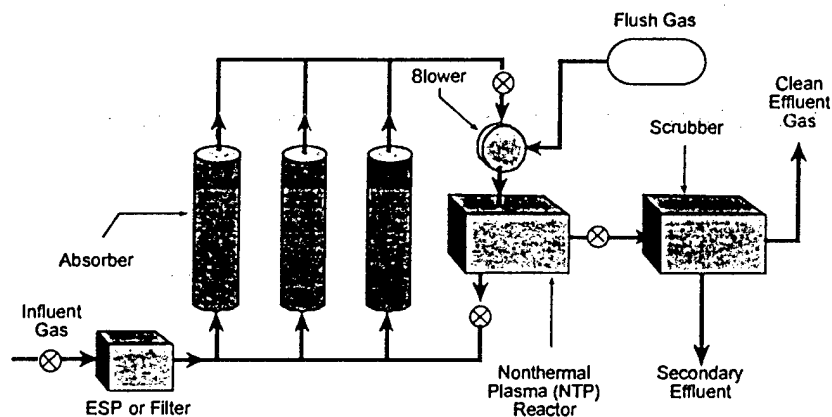 Flush Gas
8lower
Clean
Effluent
Gas
Scrubber
Absorber
Influent
Gas
ESP or Filter
Nonthermal
Plasma (NTP)
Reactor
Secondary
Effluent